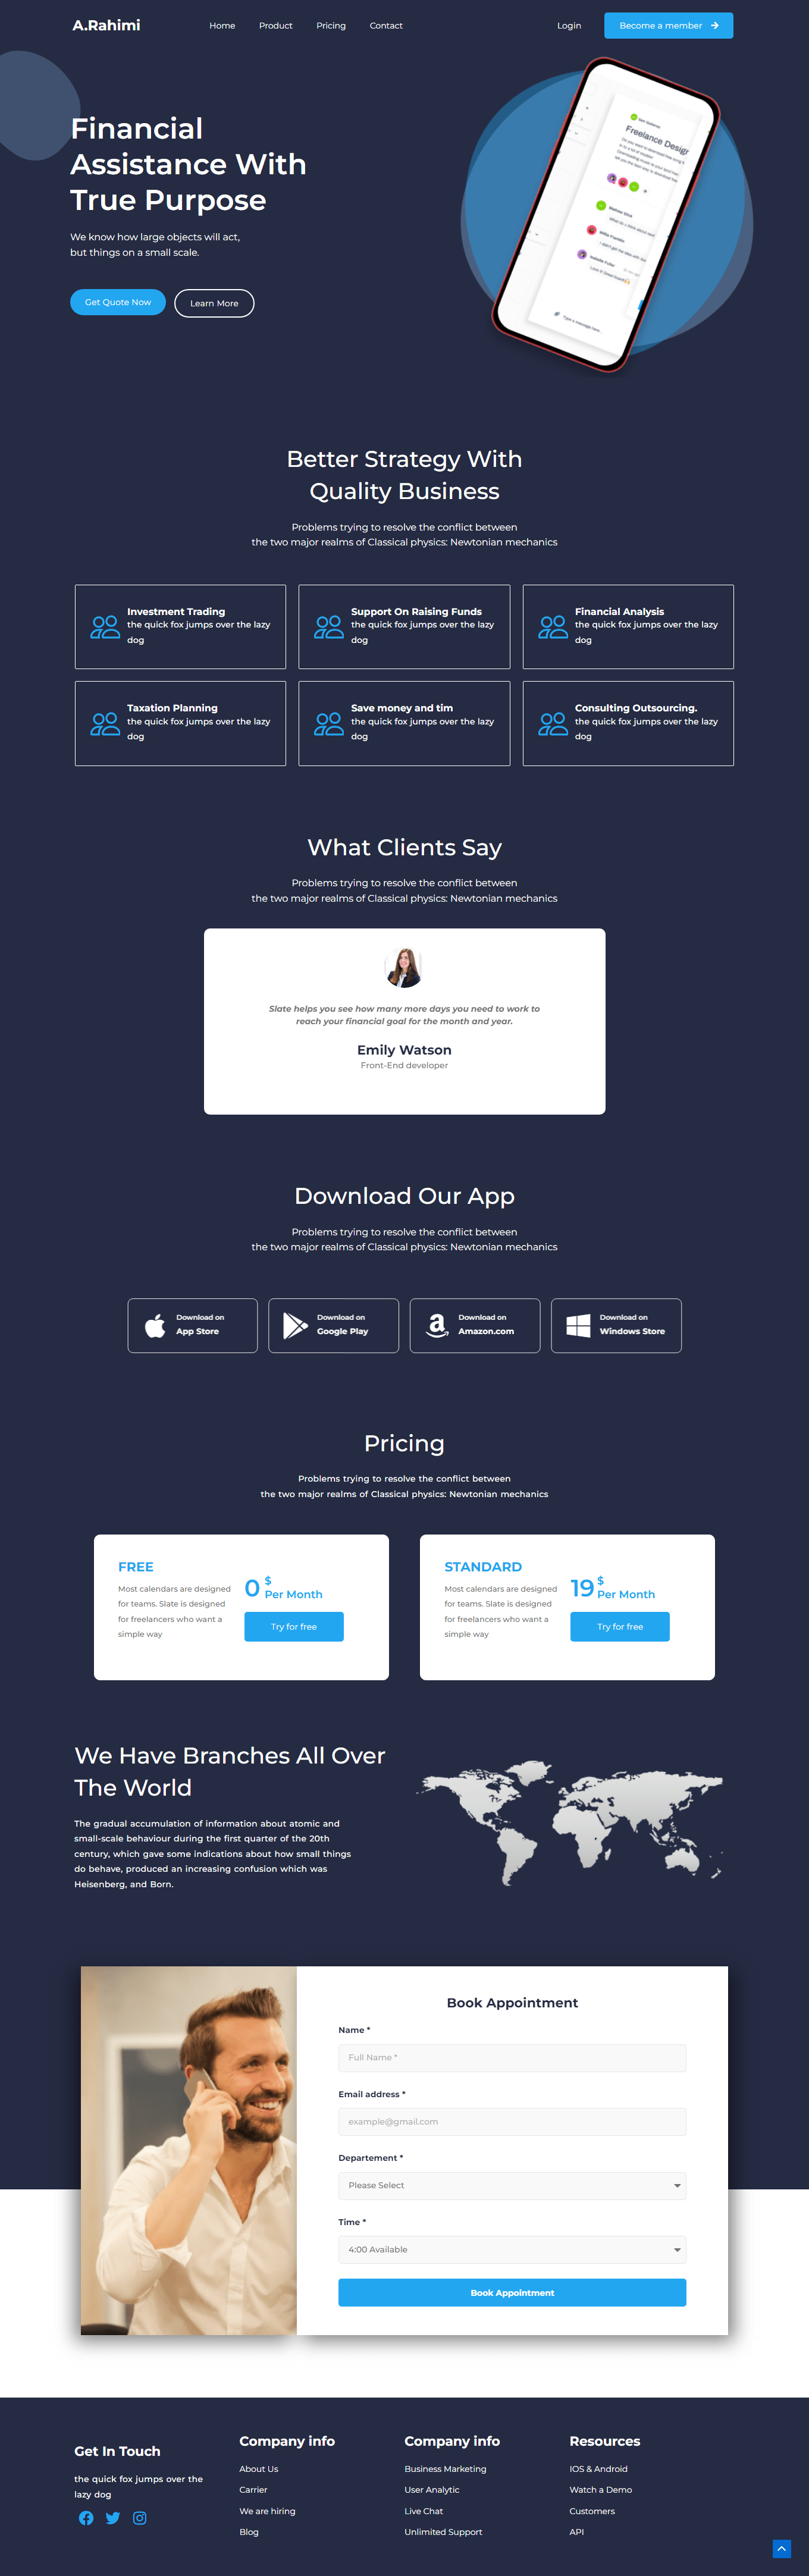 A.Rahimi
Home
Product
Pricing
Contact
Login
Become a member
Financial
Assistance With
True Purpose
We know how large objects will act,
but things on a small scale.
Get Quote Now
Learn More
Freelance Design
Type a message here..
Better Strategy With
Quality Business
Problems trying to resolve the conflict between
the two major realms of Classical physics: Newtonian mechanics
Investment Trading
the quick fox jumps over the lazy
dog
Support On Raising Funds
the quick fox jumps over the lazy
dog
Financial Analysis
the quick fox jumps over the lazy
dog
Taxation Planning
the quick fox jumps over the lazy
dog
Save money and tim
the quick fox jumps over the lazy
dog
Consulting Outsourcing.
the quick fox jumps over the lazy
dog
What Clients Say
Problems trying to resolve the conflict between
the two major realms of Classical physics: Newtonian mechanics
Slate helps you see how many more days you need to work to
reach your financial goal for the month and year.
Emily Watson
Front-End developer
Download Our App
Problems trying to resolve the conflict between
the two major realms of Classical physics: Newtonian mechanics
Download on
App Store
Download on
Google Play
Download on
Amazon.com
Download on
Windows Store
Pricing
Problems trying to resolve the conflict between
the two major realms of Classical physics: Newtonian mechanics
FREE
Most calendars are designed
for teams. Slate is designed
for freelancers who want a
simple way
0 $
Per Month
Try for free
STANDARD
Most calendars are designed
for teams. Slate is designed
for freelancers who want a
simple way
19 $
Per Month
Try for free
We Have Branches All Over
The World
The gradual accumulation of information about atomic and
small-scale behaviour during the first quarter of the 20th
century, which gave some indications about how small things
do behave, produced an increasing confusion which was
Heisenberg, and Born.
Book Appointment
Name *
Full Name *
Email address *
example@gmail.com
Departement *
Please Select
Time *
4:00 Available
Book Appointment
Get In Touch
the quick fox jumps over the
lazy dog
Company info
About Us
Carrier
We are hiring
Blog
Company info
Business Marketing
User Analytic
Live Chat
Unlimited Support
Resources
IOS & Android
Watch a Demo
Customers
API